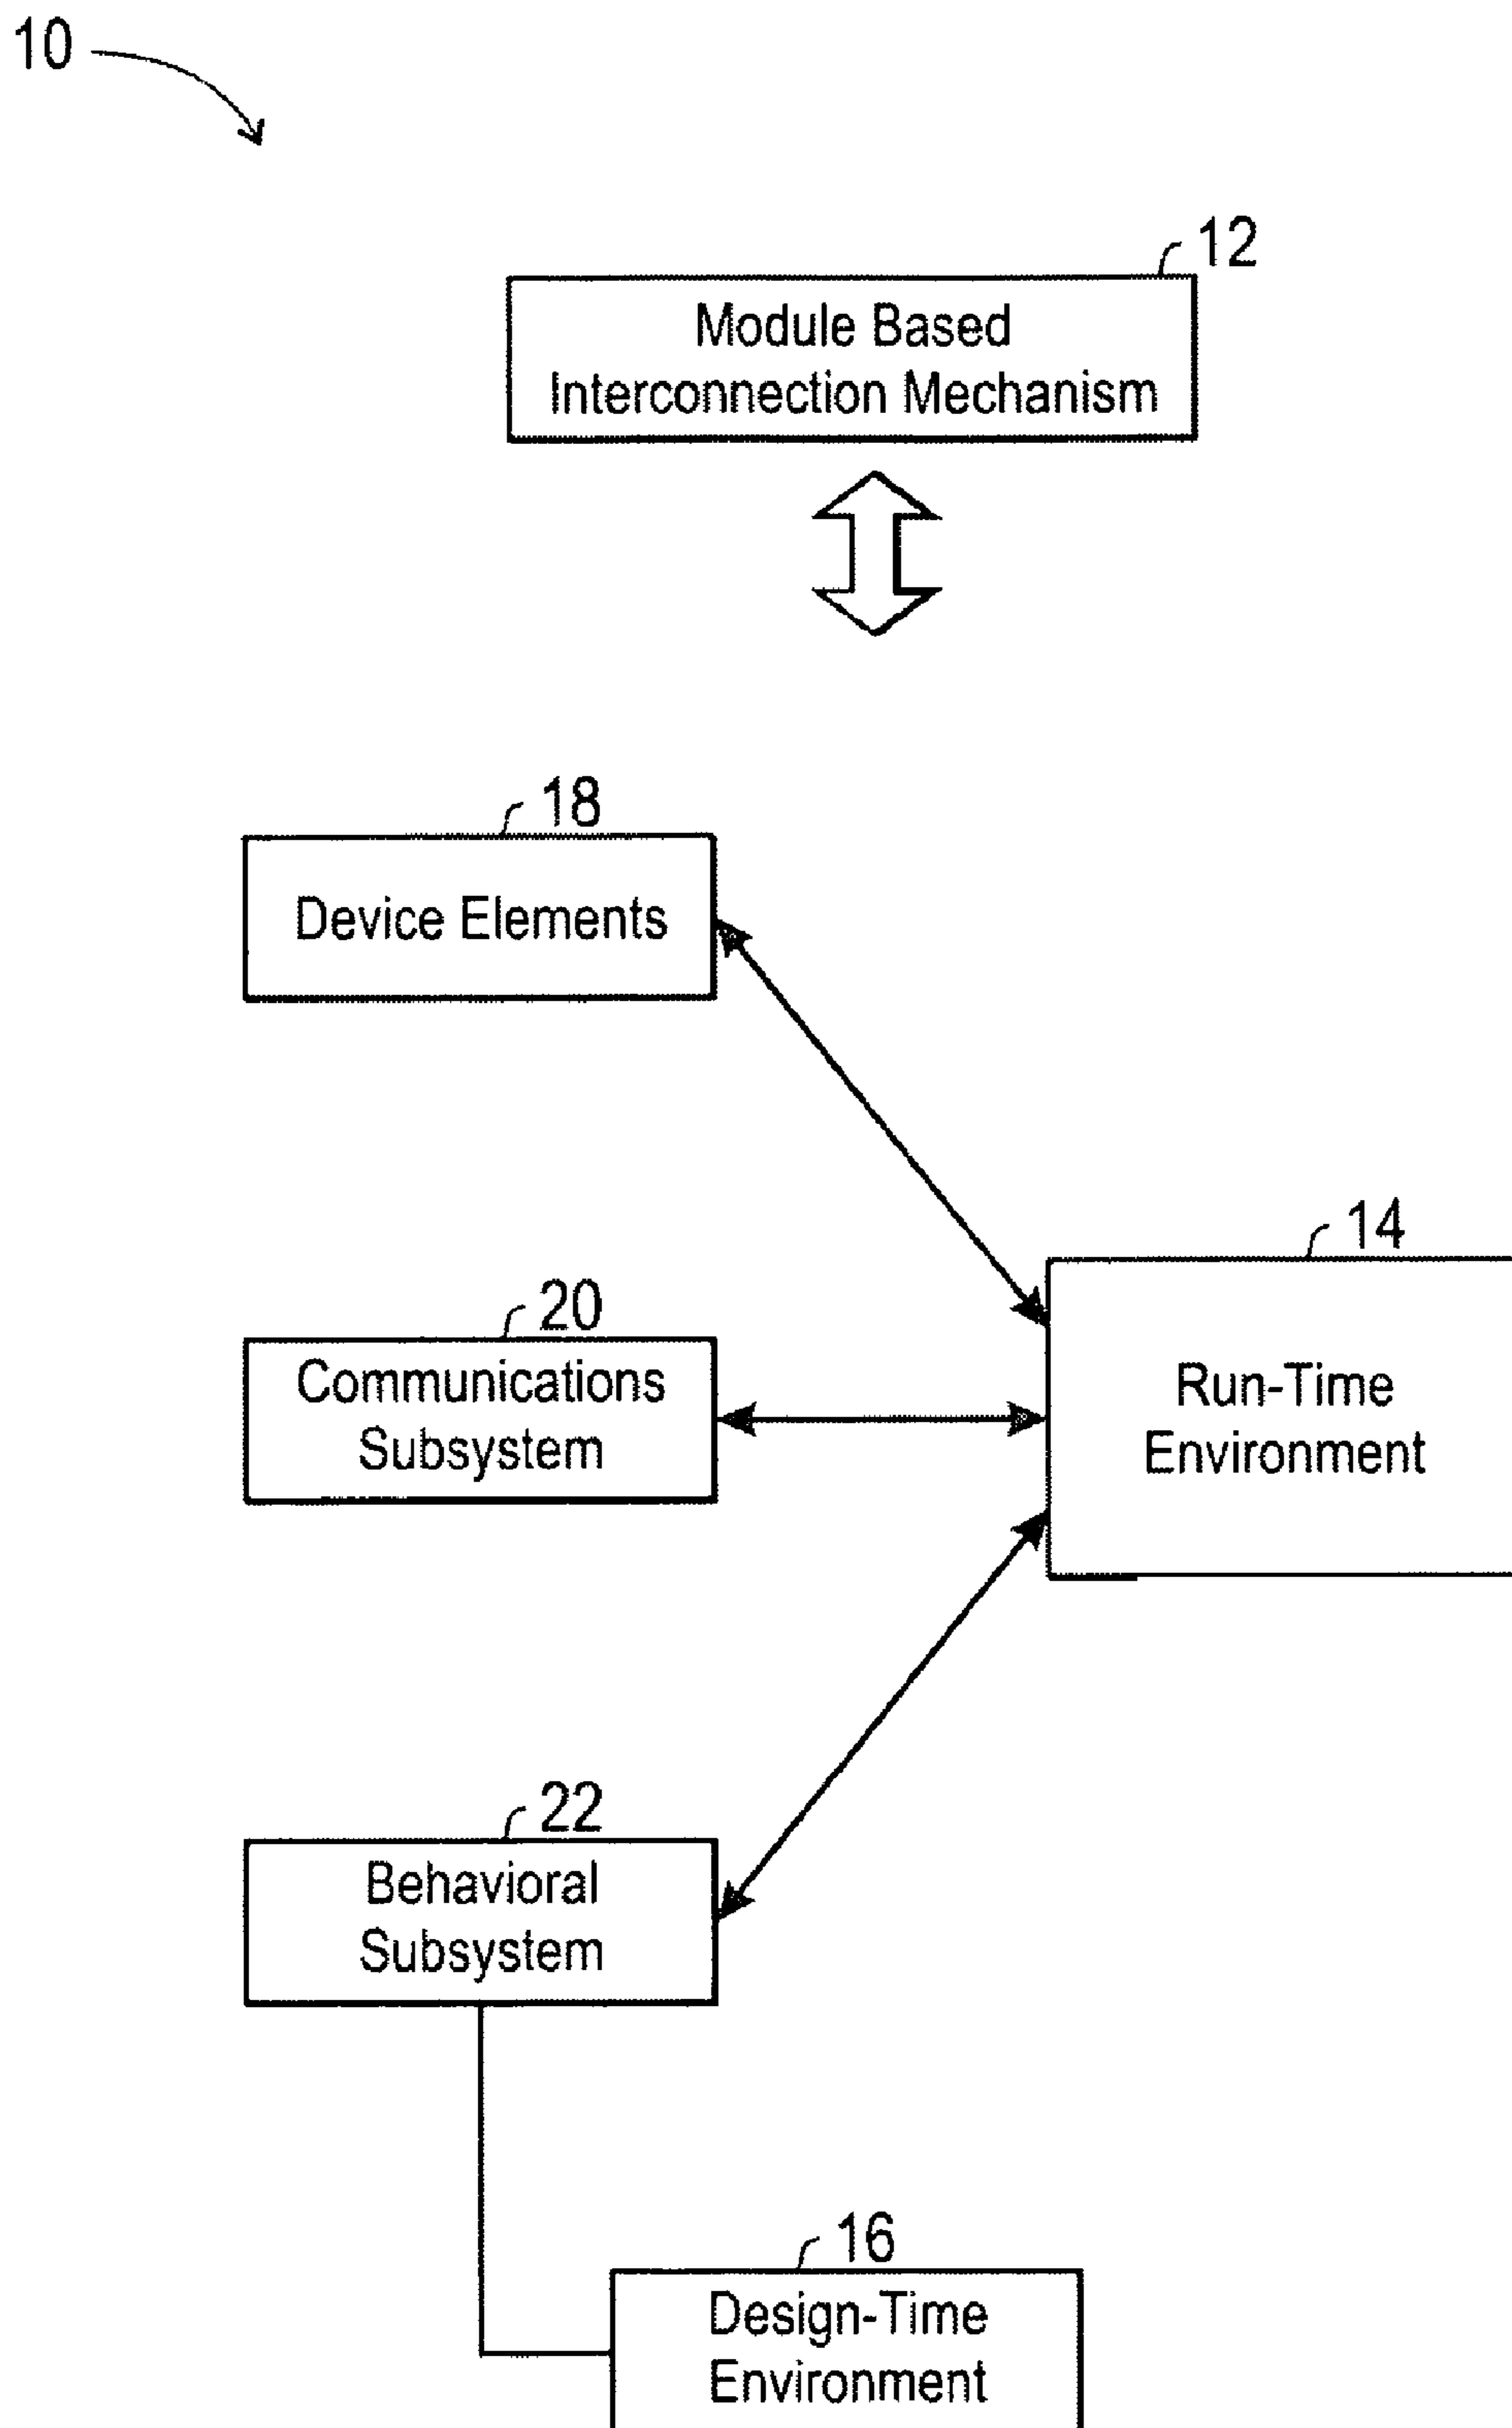 10
12
Module Based
Interconnection Mechanism
18
Device Elements
14
Run-Time
Environment
20
Communications
Subsystem
22
Behavioral
Subsystem
16
Design-Time
Environment